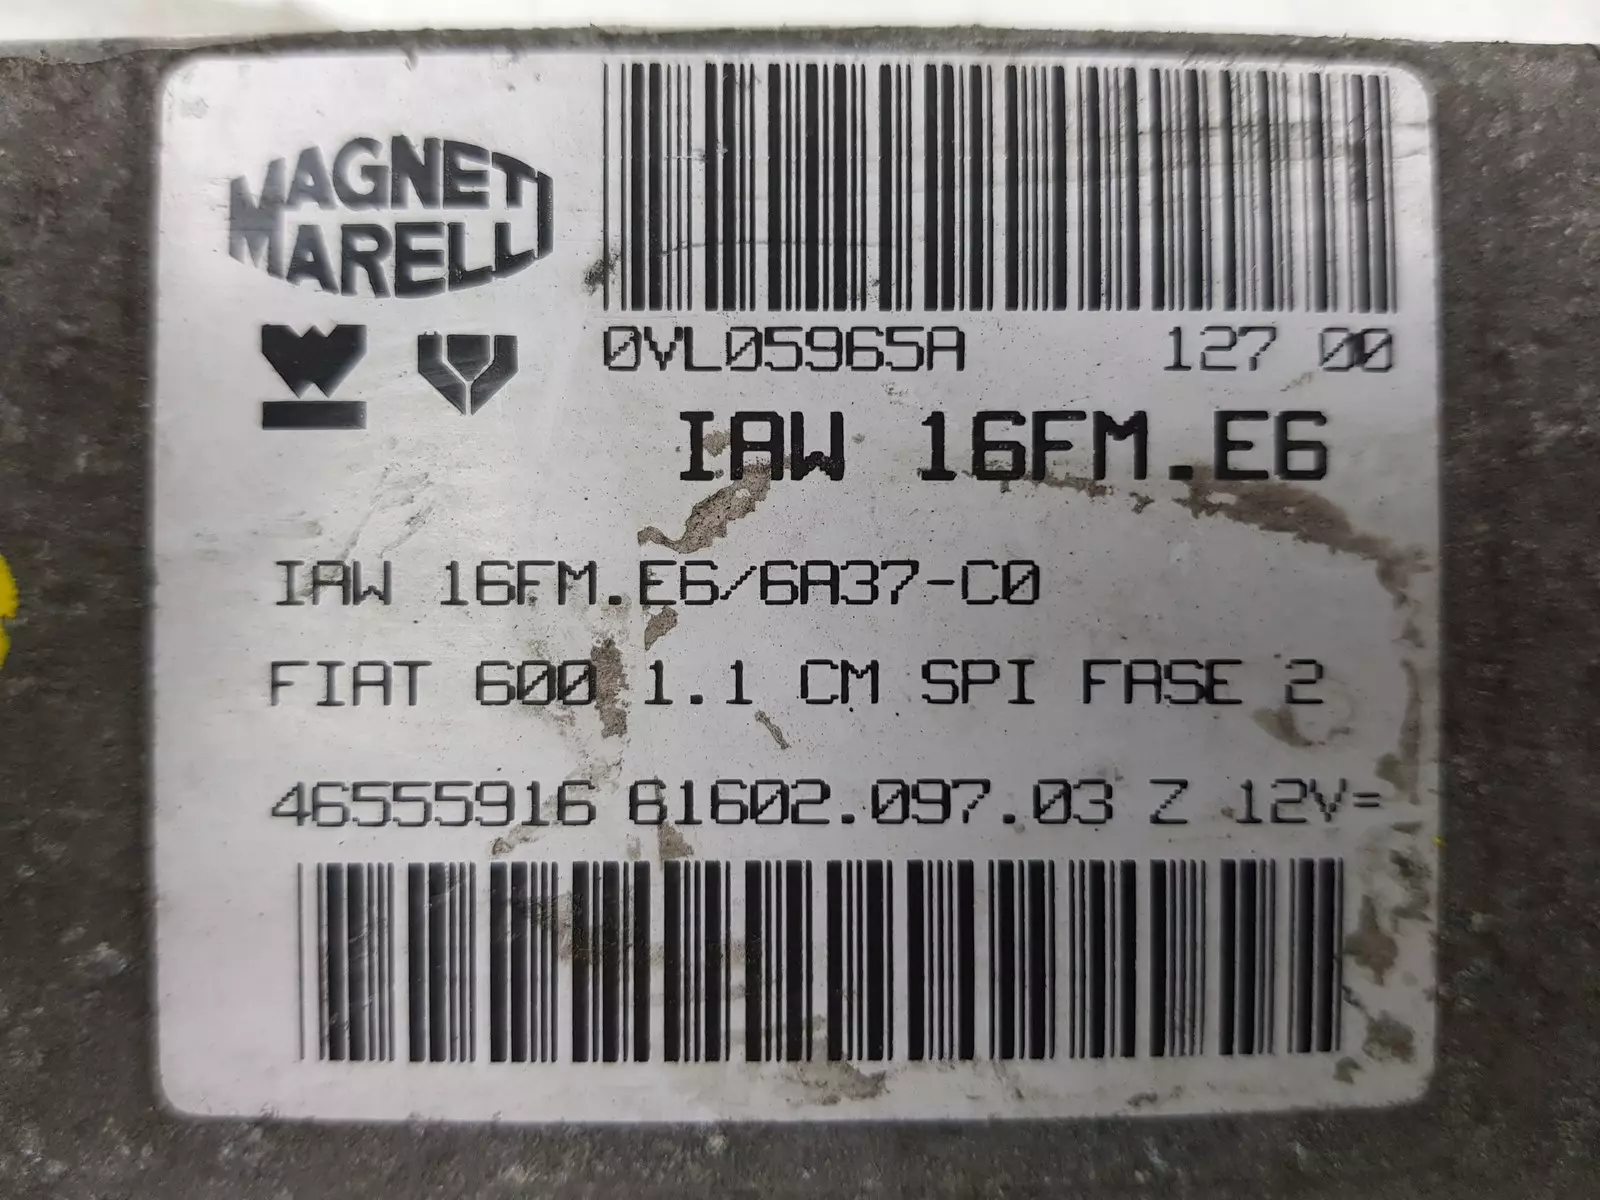 MAGNETI
MARELLI
0VL05965A 127 00
IAW 16FM.E6
IAW 16FM.E6/6A37-C0
FIAT 600 1.1 CM SPI FASE 2
46555916 61602.097.03 Z 12V=